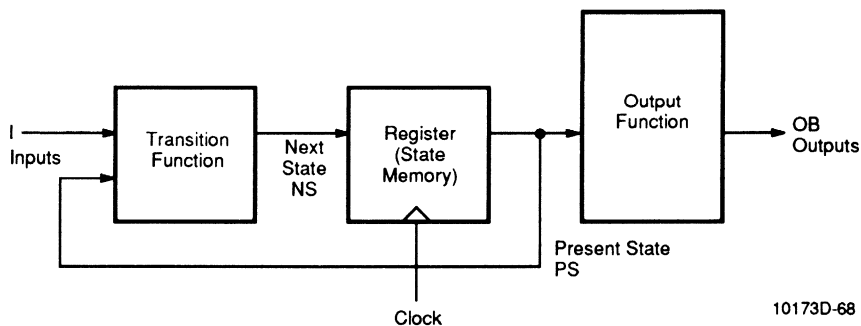 I
Inputs
Transition
Function
Next
State
NS
Register
(State
Memory)
Output
Function
OB
Outputs
Present State
PS
Clock
10173D-68